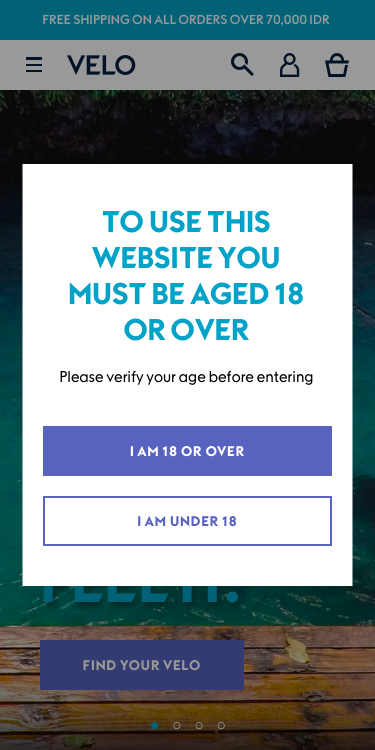 FREE SHIPPING ON ALL ORDERS OVER 70,000 IDR
VELO
TO USE THIS
WEBSITE YOU
MUST BE AGED 18
OR OVER
Please verify your age before entering
I AM 18 OR OVER
I AM UNDER 18
FIND YOUR VELO